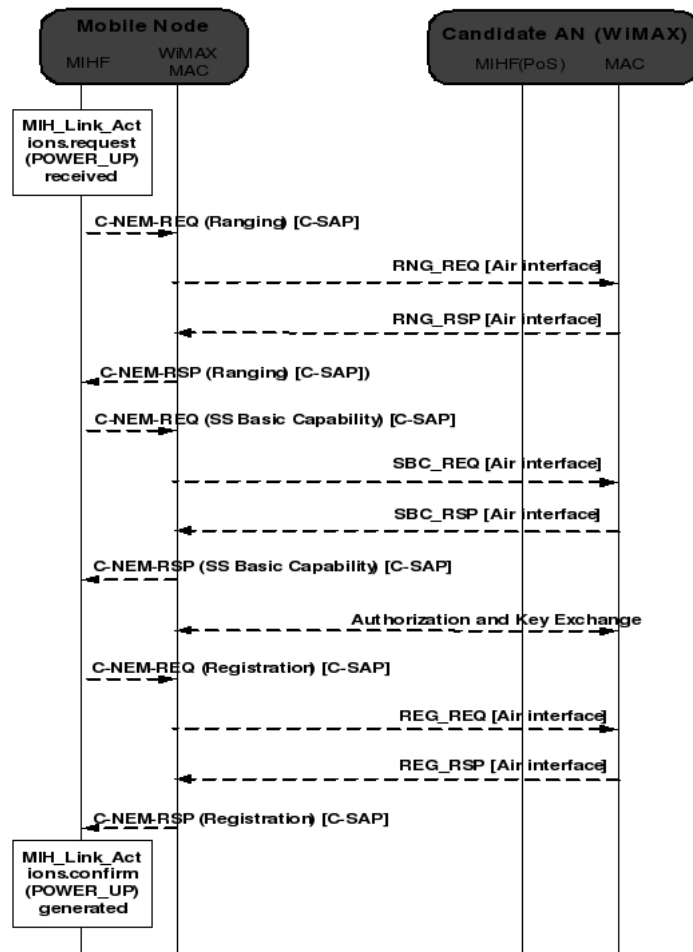 Mobile Node
MIHF
WiMAX
MAC
Candidate AN (WiMAX)
MIHF(PoS)
MAC
MIH_Link_Act
ions.request
(POWER_UP)
received
C-NEM-REQ (Ranging) [C-SAP]
RNG_REQ [Air interface]
RNG_RSP [Air interface]
C-NEM-RSP (Ranging) [C-SAP])
C-NEM-REQ (SS Basic Capability) [C-SAP]
SBC_REQ [Air interface]
SBC_RSP [Air interface]
C-NEM-RSP (SS Basic Capability) [C-SAP]
Authorization and Key Exchange
C-NEM-REQ (Registration) [C-SAP]
REG_REQ [Air interface]
REG_RSP [Air interface]
C-NEM-RSP (Registration) [C-SAP]
MIH_Link_Act
ions.confirm
(POWER_UP)
generated